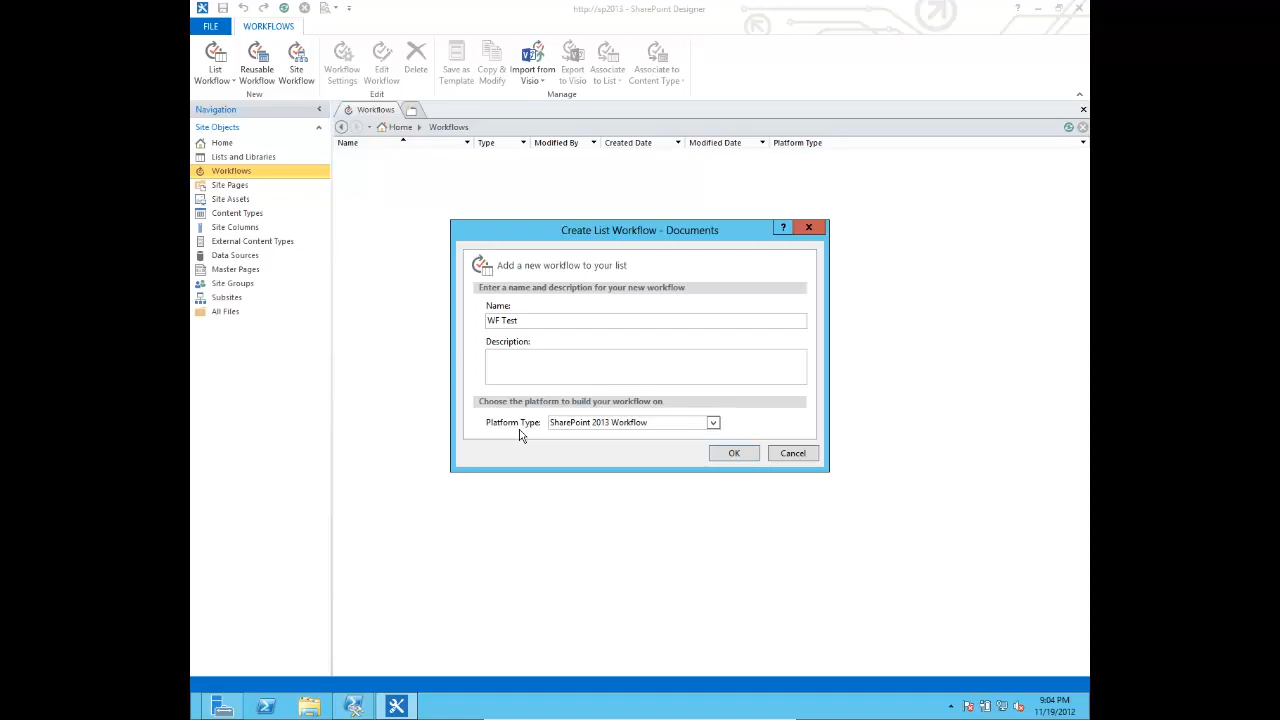 http://sp2013 - SharePoint Designer
FILE
WORKFLOWS
List Workflow
Reusable Workflow
Site Workflow
Workflow Settings
Edit Workflow
Delete
Save as Template
Copy & Modify
Import from Visio
Export to Visio
Associate to List
Associate to Content Type
New
Edit
Manage
Navigation
Workflows
Site Objects
Home
Workflows
Home
Lists and Libraries
Workflows
Site Pages
Site Assets
Content Types
Site Columns
External Content Types
Data Sources
Master Pages
Site Groups
Subsites
All Files
Name
Type
Modified By
Created Date
Modified Date
Platform Type
Create List Workflow - Documents
?
Add a new workflow to your list
Enter a name and description for your new workflow
Name:
WF Test
Description:
Choose the platform to build your workflow on
Platform Type:
SharePoint 2013 Workflow
OK
Cancel
9:04 PM
11/19/2012